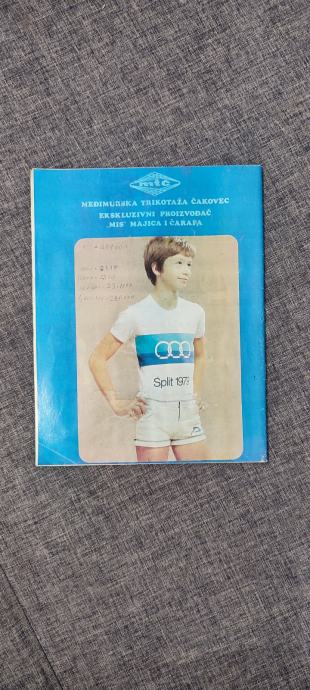 mtč
MEĐIMURSKA TRIKOTAŽA ČAKOVEC
EKSKLUZIVNI PROIZVOĐAČ
„MIS” MAJICA I ČARAPA
Split 1979